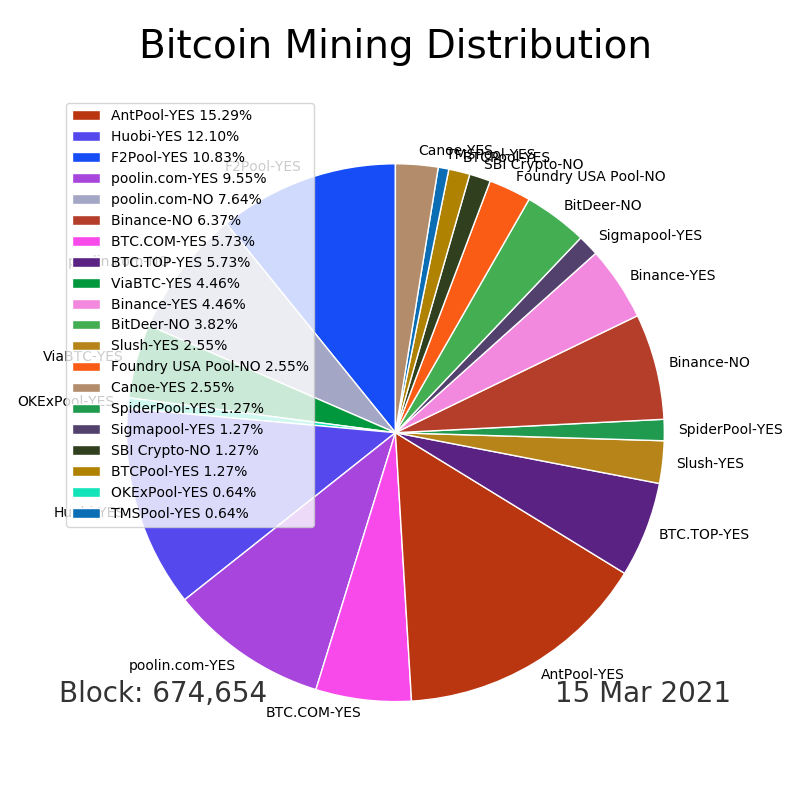 Bitcoin Mining Distribution
AntPool-YES 15.29%
Huobi-YES 12.10%
F2Pool-YES 10.83%
poolin.com-YES 9.55%
poolin.com-NO 7.64%
Binance-NO 6.37%
BTC.COM-YES 5.73%
BTC.TOP-YES 5.73%
ViaBTC-YES 4.46%
Binance-YES 4.46%
BitDeer-NO 3.82%
Slush-YES 2.55%
Foundry USA Pool-NO 2.55%
Canoe-YES 2.55%
SpiderPool-YES 1.27%
Sigmapool-YES 1.27%
SBI Crypto-NO 1.27%
BTCPool-YES 1.27%
OKExPool-YES 0.64%
TMSPool-YES 0.64%
Canoe-YES
TMSPool-YES
BTCPool-YES
SBI Crypto-NO
Foundry USA Pool-NO
BitDeer-NO
Sigmapool-YES
Binance-YES
Binance-NO
SpiderPool-YES
Slush-YES
BTC.TOP-YES
AntPool-YES
BTC.COM-YES
poolin.com-YES
Huobi-YES
OKExPool-YES
ViaBTC-YES
F2Pool-YES
Block: 674,654
15 Mar 2021